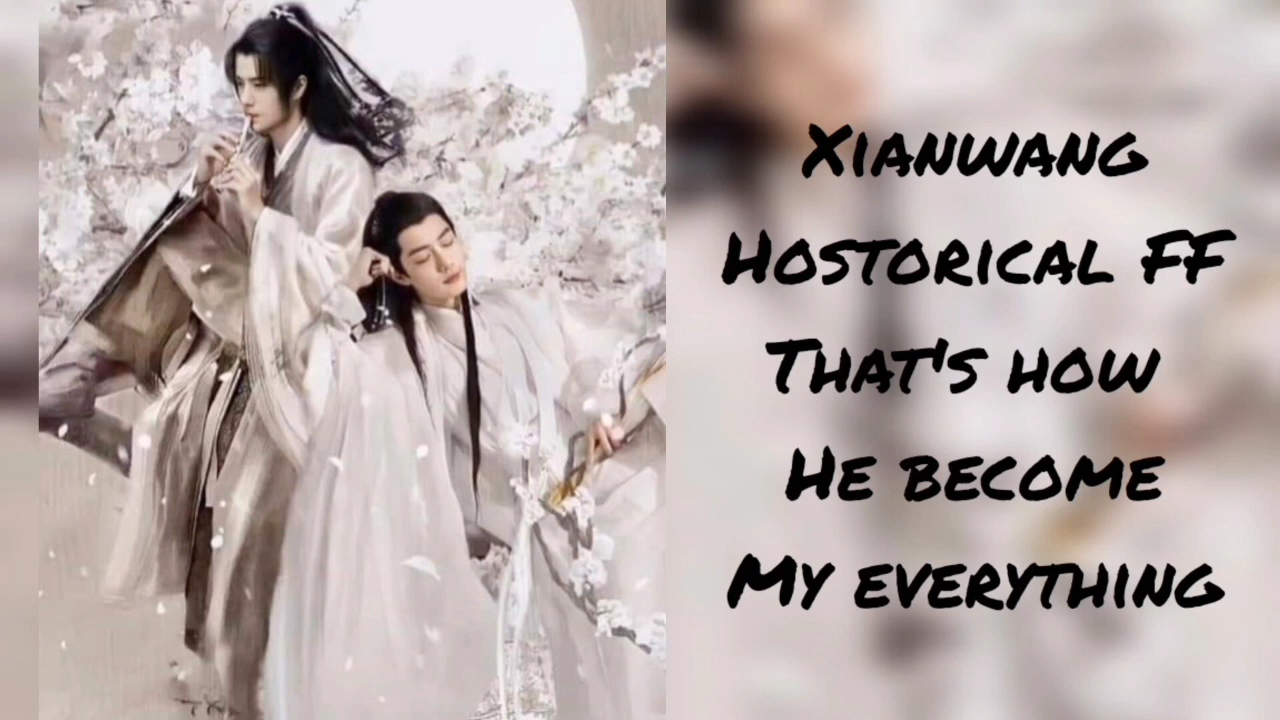 Xianwang
Hostorical FF
That's how
He become
My everything